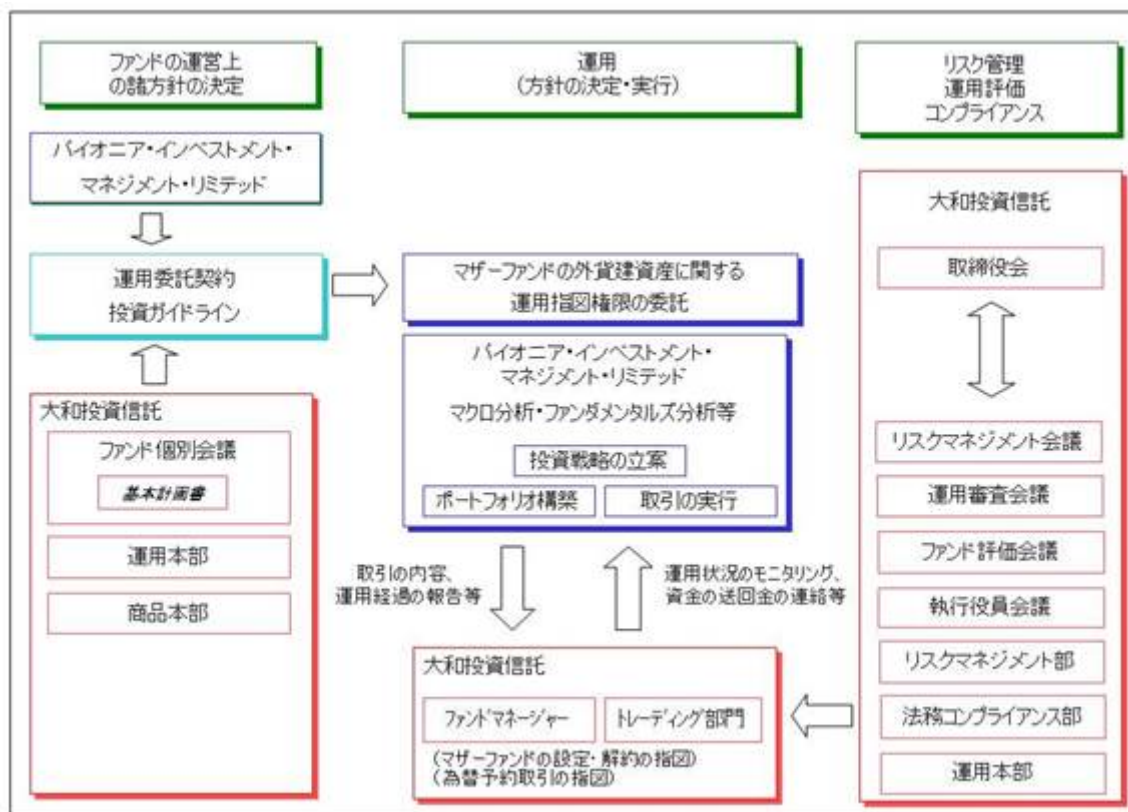 ファンドの運営上
の諸方針の決定
運用
(方針の決定・実行)
リスク管理
運用評価
コンプライアンス
パイオニア・インベストメント・
マネジメント・リミテッド
運用委託契約
投資ガイドライン
大和投資信託
ファンド個別会議
基本計画書
運用本部
商品本部
マザーファンドの外貨建資産に関する
運用指図権限の委託
パイオニア・インベストメント・
マネジメント・リミテッド
マクロ分析・ファンダメンタルズ分析等
投資戦略の立案
ポートフォリオ構築
取引の実行
取引の内容、
運用経過の報告等
運用状況のモニタリング、
資金の送回金の連絡等
大和投資信託
ファンドマネージャー
トレーディング部門
(マザーファンドの設定・解約の指図)
(為替予約取引の指図)
大和投資信託
取締役会
リスクマネジメント会議
運用審査会議
ファンド評価会議
執行役員会議
リスクマネジメント部
法務コンプライアンス部
運用本部